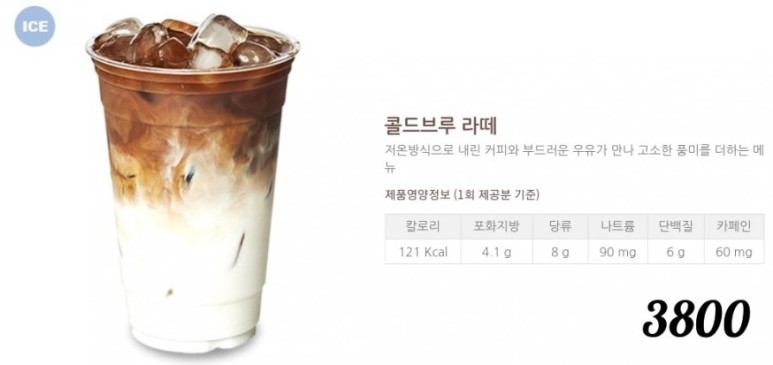 ICE
콜드브루 라떼
저온방식으로 내린 커피와 부드러운 우유가 만나 고소한 풍미를 더하는 메
뉴
제품영양정보 (1회 제공분 기준)
칼로리 포화지방 당류 나트륨 단백질 카페인
121 Kcal 4.1 g 8 g 90 mg 6 g 60 mg
3800